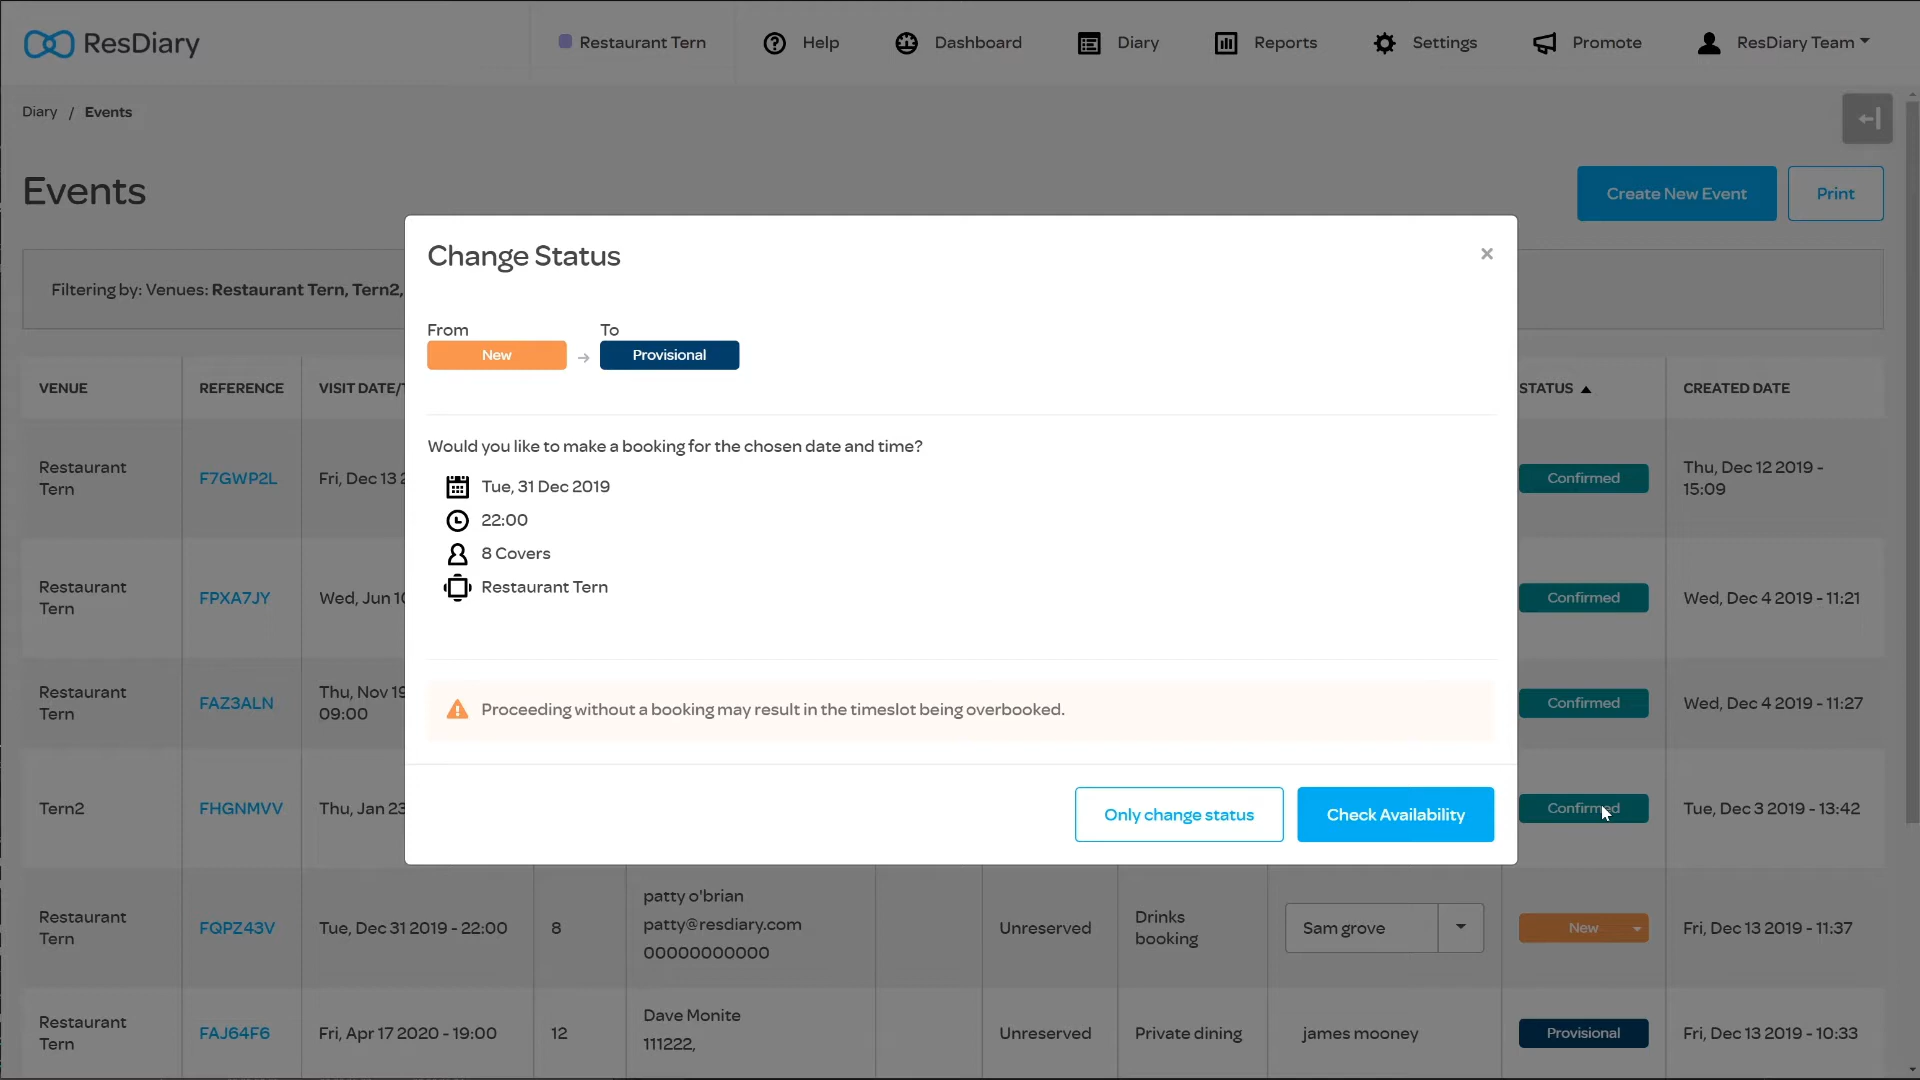 ResDiary
Restaurant Tern
Help
Dashboard
Diary
Reports
Settings
Promote
ResDiary Team
Diary / Events
Events
Create New Event
Print
Filtering by: Venues: Restaurant Tern, Tern2,
Change Status
×
From
To
New
→
Provisional
Would you like to make a booking for the chosen date and time?
Tue, 31 Dec 2019
22:00
8 Covers
Restaurant Tern
Proceeding without a booking may result in the timeslot being overbooked.
Only change status
Check Availability
VENUE
REFERENCE
VISIT DATE/
STATUS
CREATED DATE
Restaurant
Tern
F7GWP2L
Fri, Dec 13 2
Confirmed
Thu, Dec 12 2019 -
15:09
Restaurant
Tern
FPXA7JY
Wed, Jun 10
Confirmed
Wed, Dec 4 2019 - 11:21
Restaurant
Tern
FAZ3ALN
Thu, Nov 19
09:00
Confirmed
Wed, Dec 4 2019 - 11:27
Tern2
FHGNMVV
Thu, Jan 23
Confirmed
Tue, Dec 3 2019 - 13:42
Restaurant
Tern
FQPZ43V
Tue, Dec 31 2019 - 22:00
8
patty o'brian
patty@resdiary.com
00000000000
Unreserved
Drinks
booking
Sam grove
New
Fri, Dec 13 2019 - 11:37
Restaurant
Tern
FAJ64F6
Fri, Apr 17 2020 - 19:00
12
Dave Monite
111222,
Unreserved
Private dining
james mooney
Provisional
Fri, Dec 13 2019 - 10:33